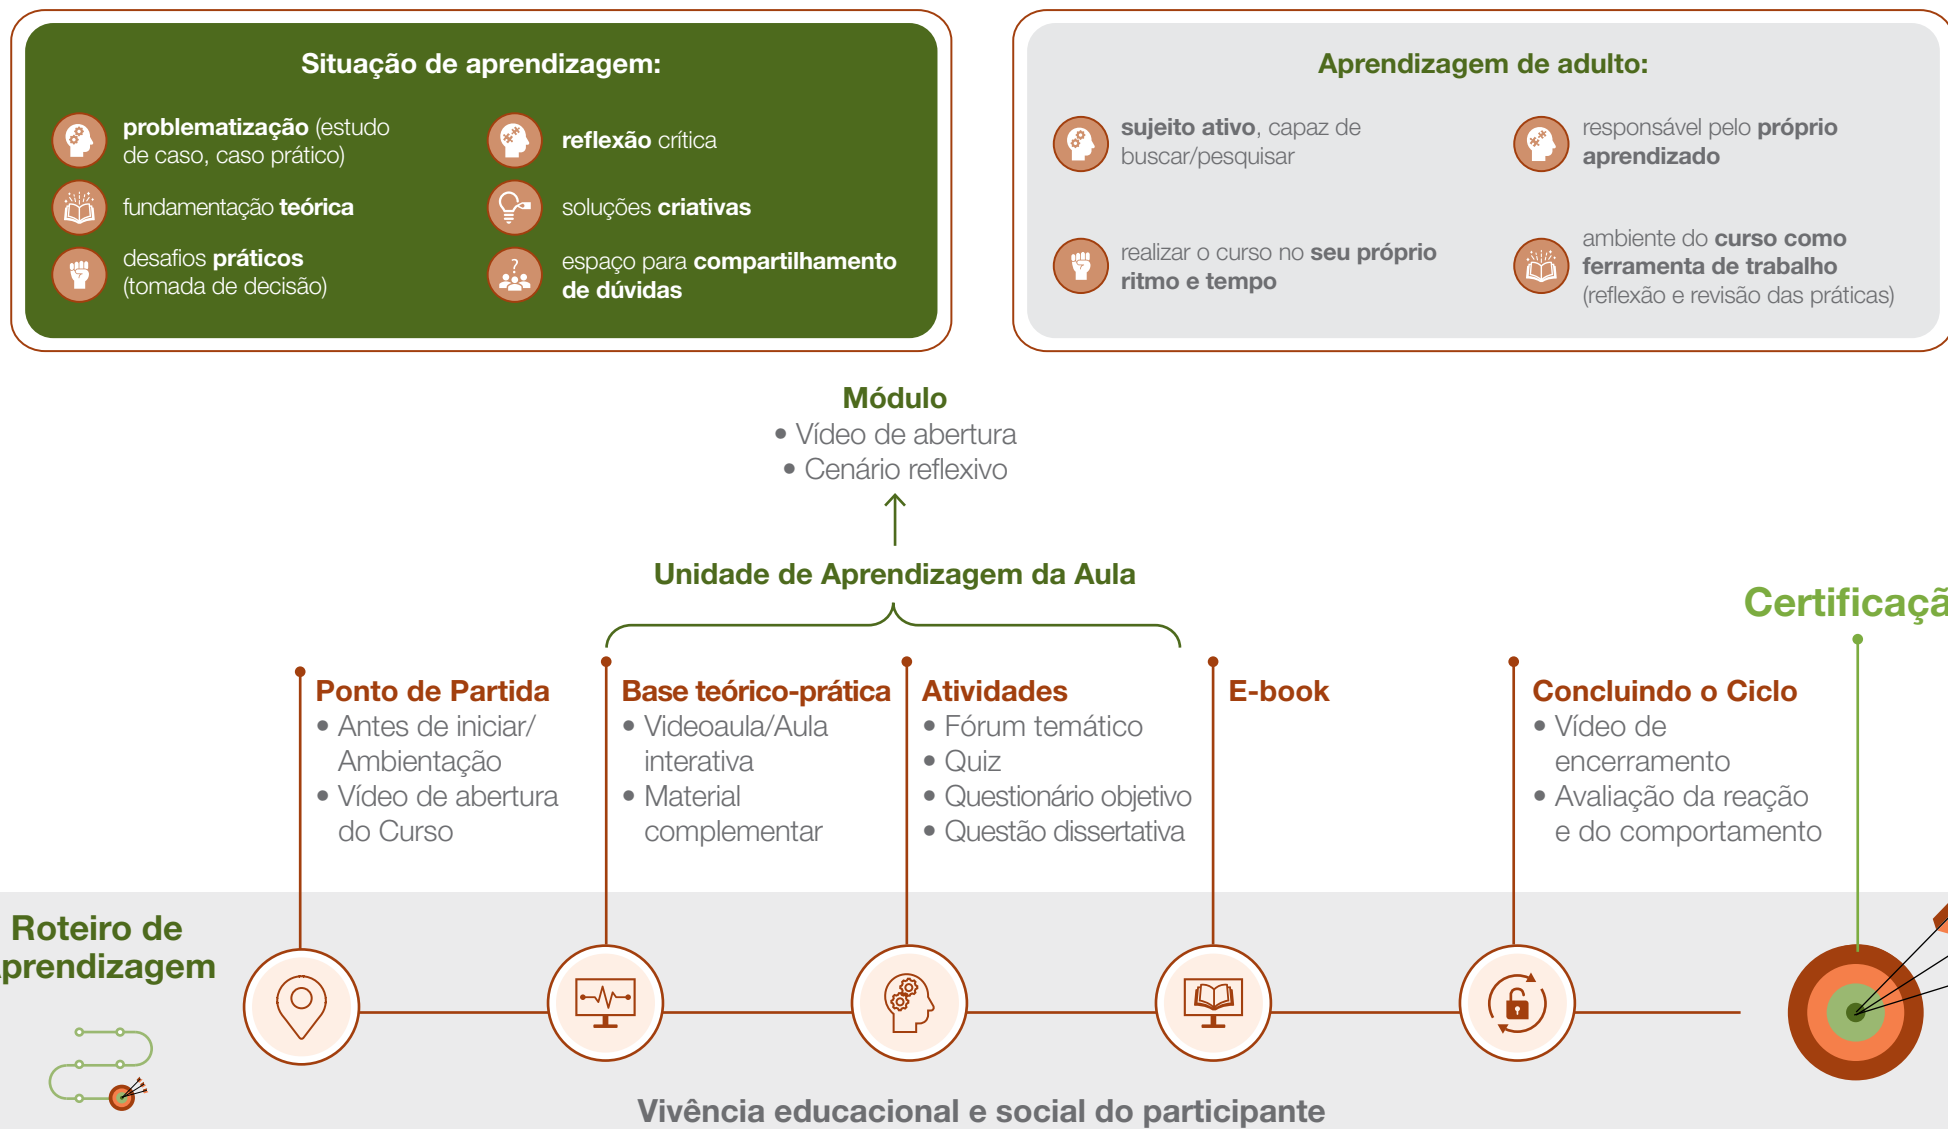 Situação de aprendizagem:
problematização (estudo
de caso, caso prático)
fundamentação teórica
desafios práticos
(tomada de decisão)
reflexão crítica
soluções criativas
espaço para compartilhamento
de dúvidas
Aprendizagem de adulto:
sujeito ativo, capaz de
buscar/pesquisar
realizar o curso no seu próprio
ritmo e tempo
responsável pelo próprio
aprendizado
ambiente do curso como
ferramenta de trabalho
(reflexão e revisão das práticas)
Módulo
• Vídeo de abertura
• Cenário reflexivo
Unidade de Aprendizagem da Aula
Ponto de Partida
• Antes de iniciar/
Ambientação
• Vídeo de abertura
do Curso
Base teórico-prática
• Videoaula/Aula
interativa
• Material
complementar
Atividades
• Fórum temático
• Quiz
• Questionário objetivo
• Questão dissertativa
E-book
Concluindo o Ciclo
• Vídeo de
encerramento
• Avaliação da reação
e do comportamento
Certificaçã
Roteiro de
prendizagem
Vivência educacional e social do participante